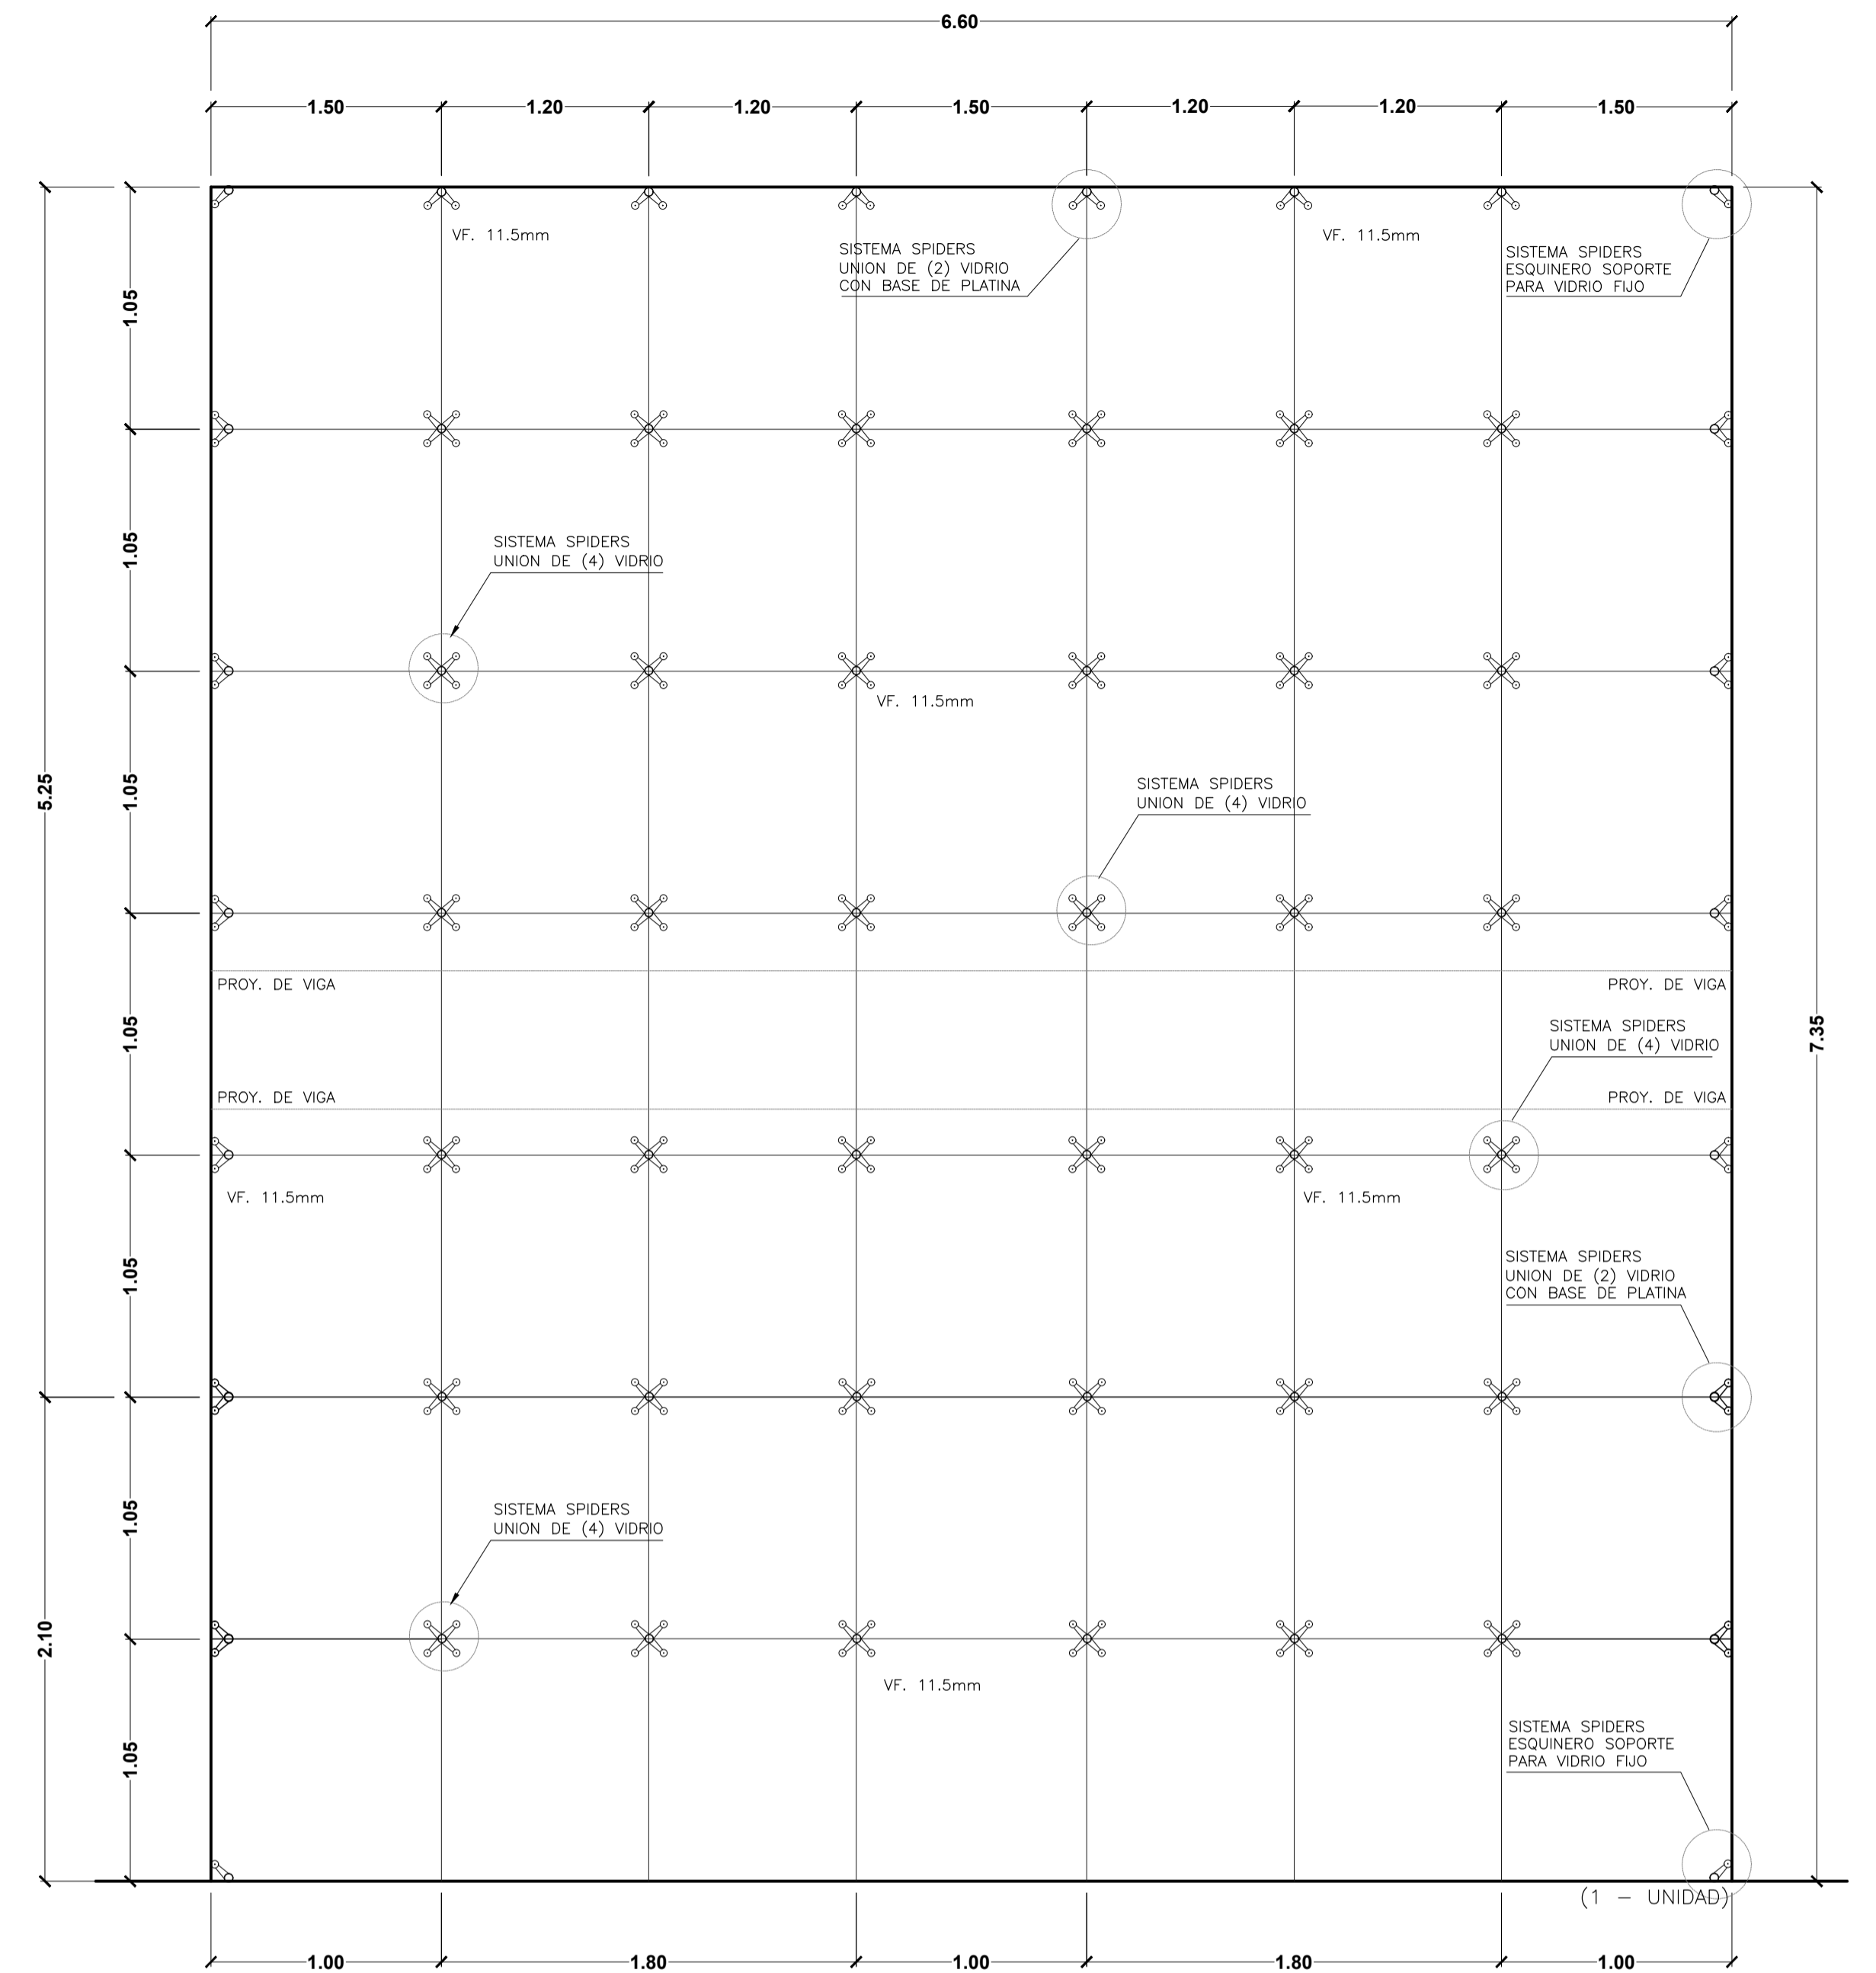 6.60
1.50
1.20
1.20
1.50
1.20
1.20
1.50
VF. 11.5mm
SISTEMA SPIDERS
UNION DE (2) VIDRIO
CON BASE DE PLATINA
VF. 11.5mm
SISTEMA SPIDERS
ESQUINERO SOPORTE
PARA VIDRIO FIJO
1.05
SISTEMA SPIDERS
UNION DE (4) VIDRIO
1.05
VF. 11.5mm
5.25
1.05
SISTEMA SPIDERS
UNION DE (4) VIDRIO
PROY. DE VIGA
PROY. DE VIGA
1.05
7.35
SISTEMA SPIDERS
UNION DE (4) VIDRIO
PROY. DE VIGA
PROY. DE VIGA
VF. 11.5mm
VF. 11.5mm
1.05
SISTEMA SPIDERS
UNION DE (2) VIDRIO
CON BASE DE PLATINA
1.05
SISTEMA SPIDERS
UNION DE (4) VIDRIO
2.10
VF. 11.5mm
1.05
SISTEMA SPIDERS
ESQUINERO SOPORTE
PARA VIDRIO FIJO
(1 - UNIDAD)
1.00
1.80
1.00
1.80
1.00